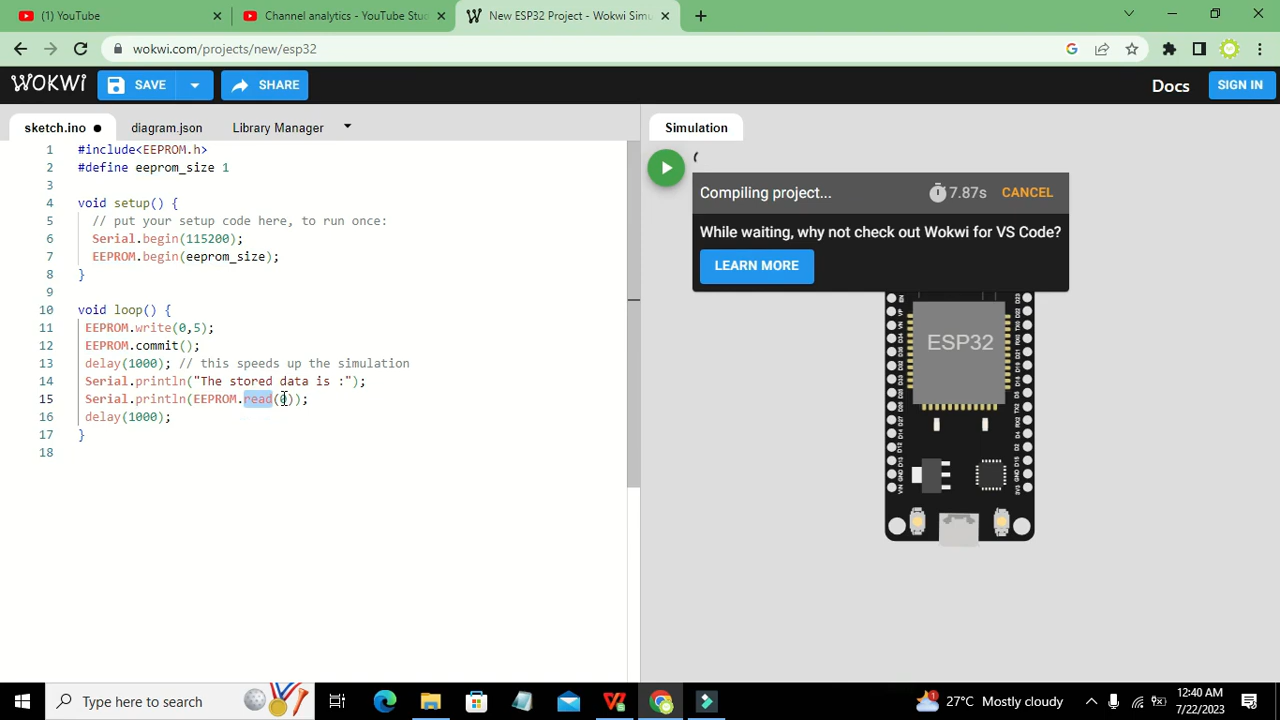 (1) YouTube
Channel analytics - YouTube Stu
New ESP32 Project - Wokwi Simu
wokwi.com/projects/new/esp32
WOKWI
SAVE
SHARE
Docs
SIGN IN
sketch.ino ●
diagram.json
Library Manager
Simulation
1 #include<EEPROM.h>
2 #define eeprom_size 1
3
4 void setup() {
5 // put your setup code here, to run once:
6 Serial.begin(115200);
7 EEPROM.begin(eeprom_size);
8 }
9
10 void loop() {
11 EEPROM.write(0,5);
12 EEPROM.commit();
13 delay(1000); // this speeds up the simulation
14 Serial.println("The stored data is :");
15 Serial.println(EEPROM.read(0));
16 delay(1000);
17 }
18
Compiling project...
7.87s
CANCEL
While waiting, why not check out Wokwi for VS Code?
LEARN MORE
ESP32
Type here to search
1
27°C Mostly cloudy
12:40 AM
7/22/2023